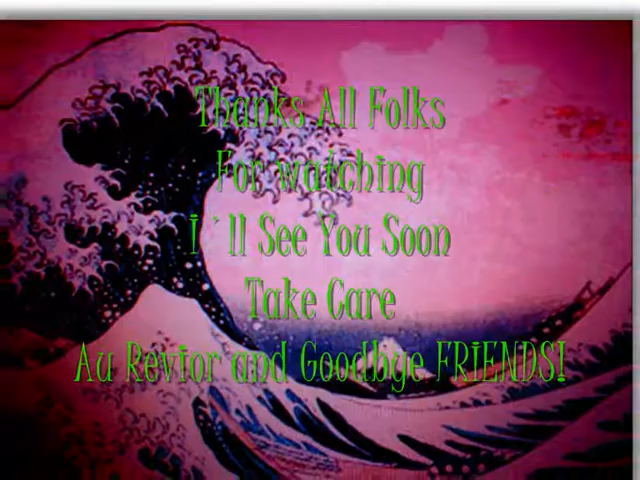 Thanks All Folks
For watching
I´ll See You Soon
Take Care
Au Revior and Goodbye FRIENDS!